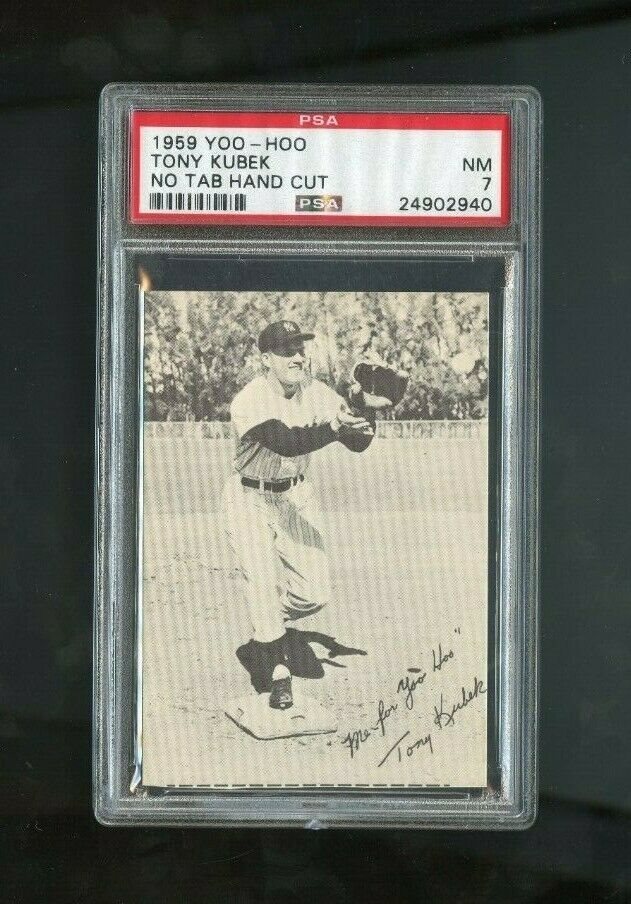 PSA
1959 YOO-HOO
TONY KUBEK NM
NO TAB HAND CUT 7
PSA 24902940
"Me for Yoo Hoo"
Tony Kubek